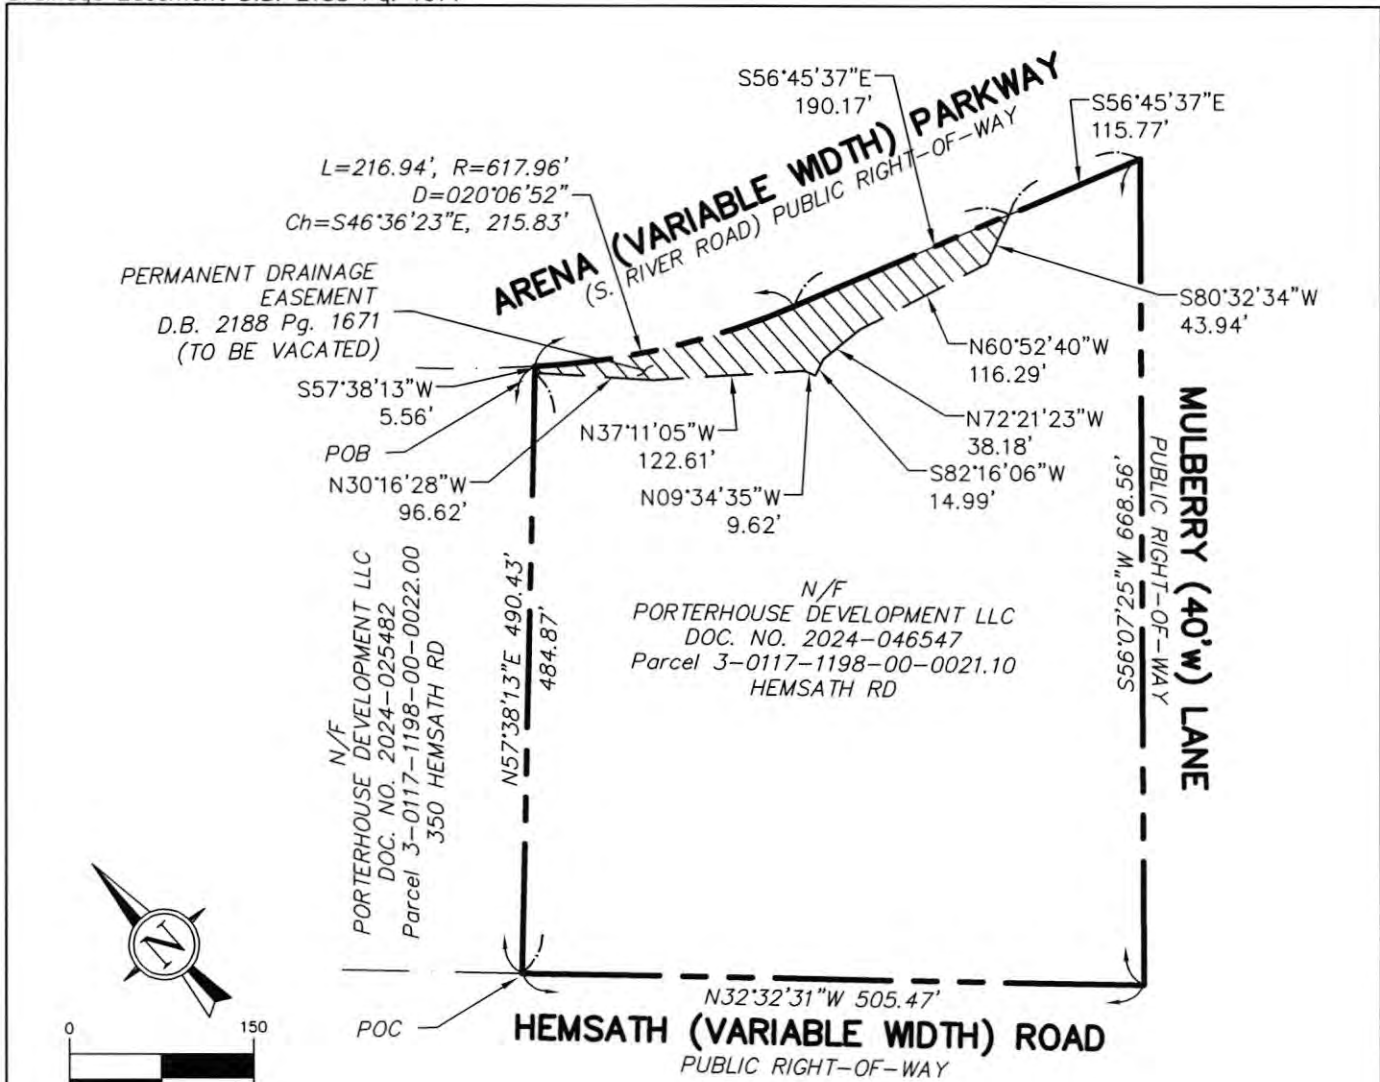 S56°45'37"E
190.17'
S56°45'37"E
115.77'
ARENA (VARIABLE WIDTH) PARKWAY
(S. RIVER ROAD) PUBLIC RIGHT-OF-WAY
L=216.94', R=617.96'
D=020°06'52"
Ch=S46°36'23"E, 215.83'
PERMANENT DRAINAGE
EASEMENT
D.B. 2188 Pg. 1671
(TO BE VACATED)
S57°38'13"W
5.56'
POB
N30°16'28"W
96.62'
N37°11'05"W
122.61'
N09°34'35"W
9.62'
S82°16'06"W
14.99'
N72°21'23"W
38.18'
N60°52'40"W
116.29'
S80°32'34"W
43.94'
MULBERRY (40'w) LANE
PUBLIC RIGHT-OF-WAY
S56°07'25"W 668.56'
N/F
PORTERHOUSE DEVELOPMENT LLC
DOC. NO. 2024-025482
Parcel 3-0117-1198-00-0022.00
350 HEMSATH RD
N57°38'13"E 490.43'
484.87'
N/F
PORTERHOUSE DEVELOPMENT LLC
DOC. NO. 2024-046547
Parcel 3-0117-1198-00-0021.10
HEMSATH RD
N
0 150
POC
N32°32'31"W 505.47'
HEMSATH (VARIABLE WIDTH) ROAD
PUBLIC RIGHT-OF-WAY